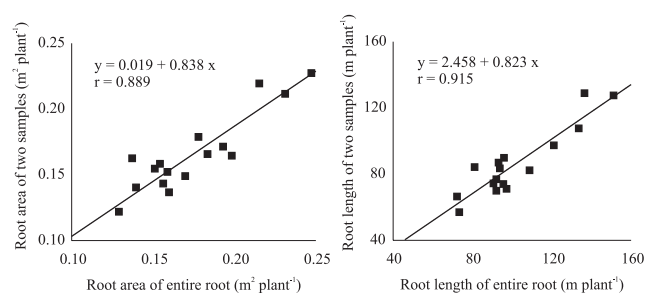 Root area of two samples (m² plant⁻¹)
0.25
0.20
0.15
0.10
y = 0.019 + 0.838 x
r = 0.889
0.10
0.15
0.20
0.25
Root area of entire root (m² plant⁻¹)
Root length of two samples (m plant⁻¹)
160
120
80
40
y = 2.458 + 0.823 x
r = 0.915
40
80
120
160
Root length of entire root (m plant⁻¹)